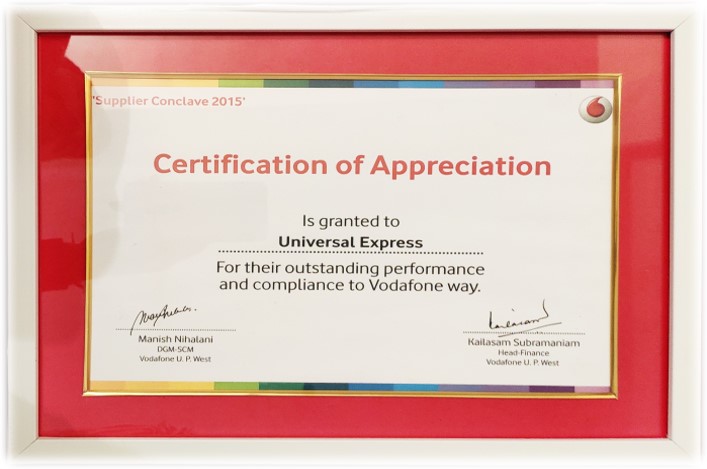 'Supplier Conclave 2015'
Certification of Appreciation
Is granted to
Universal Express
For their outstanding performance
and compliance to Vodafone way.
Manish Nihalani
DGM-SCM
Vodafone U. P. West
Kailasam Subramaniam
Head-Finance
Vodafone U. P. West